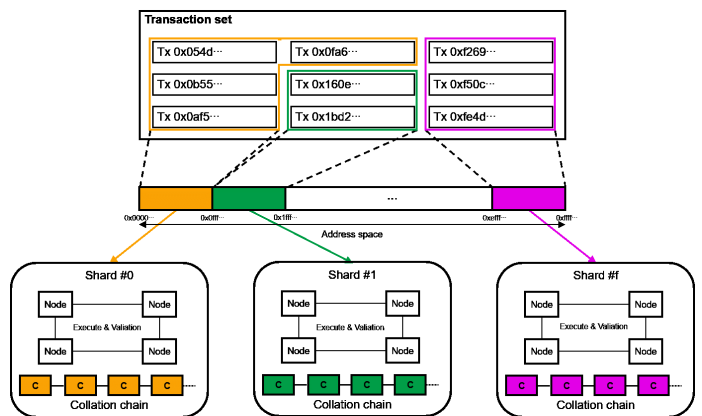 Transaction set
Tx 0x054d··· Tx 0x0fa6··· Tx 0xf269···
Tx 0x0b55··· Tx 0x160e··· Tx 0xf50c···
Tx 0x0af5··· Tx 0x1bd2··· Tx 0xfe4d···
...
0x0000··· 0x0fff··· 0x1fff··· 0xefff··· 0xffff···
Address space
Shard #0 Shard #1 Shard #f
Node Node Node Node Node Node
Execute & Valiation Execute & Valiation Execute & Valiation
Node Node Node Node Node Node
C C C C C C C C C C C C
Collation chain Collation chain Collation chain